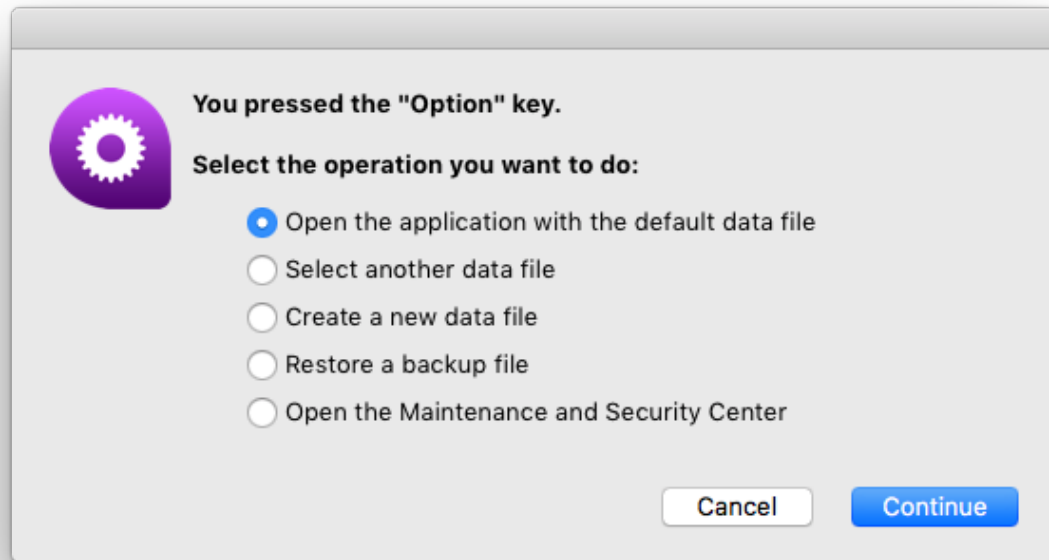 You pressed the "Option" key.
Select the operation you want to do:
Open the application with the default data file
Select another data file
Create a new data file
Restore a backup file
Open the Maintenance and Security Center
Cancel Continue